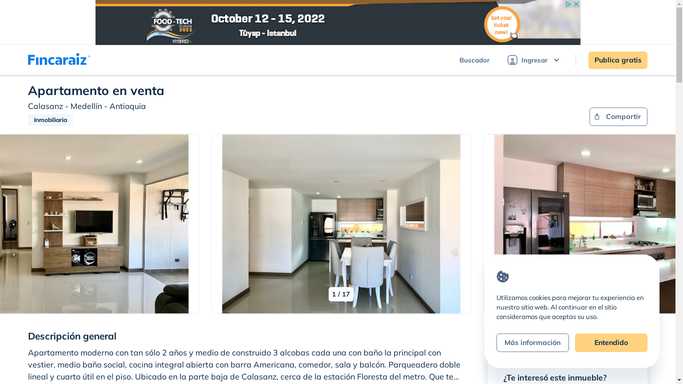 FOOD-TECH
October 12 - 15, 2022
Tüyap - Istanbul
Get your
ticket
now!
Fincaraiz
Buscador
Ingresar
Publica gratis
Apartamento en venta
Calasanz - Medellín - Antioquia
Inmobiliaria
Compartir
1 / 17
Utilizamos cookies para mejorar tu experiencia en
nuestro sitio web. Al continuar en el sitio
consideramos que aceptas su uso.
Más información
Entendido
Descripción general
Apartamento moderno con tan sólo 2 años y medio de construido 3 alcobas cada una con baño la principal con
vestier, medio baño social, cocina integral abierta con barra Americana, comedor, sala y balcón. Parqueadero doble
lineal y cuarto útil en el piso. Ubicado en la parte baja de Calasanz, cerca de la estación Floresta del metro. Que te...
¿Te interesó este inmueble?